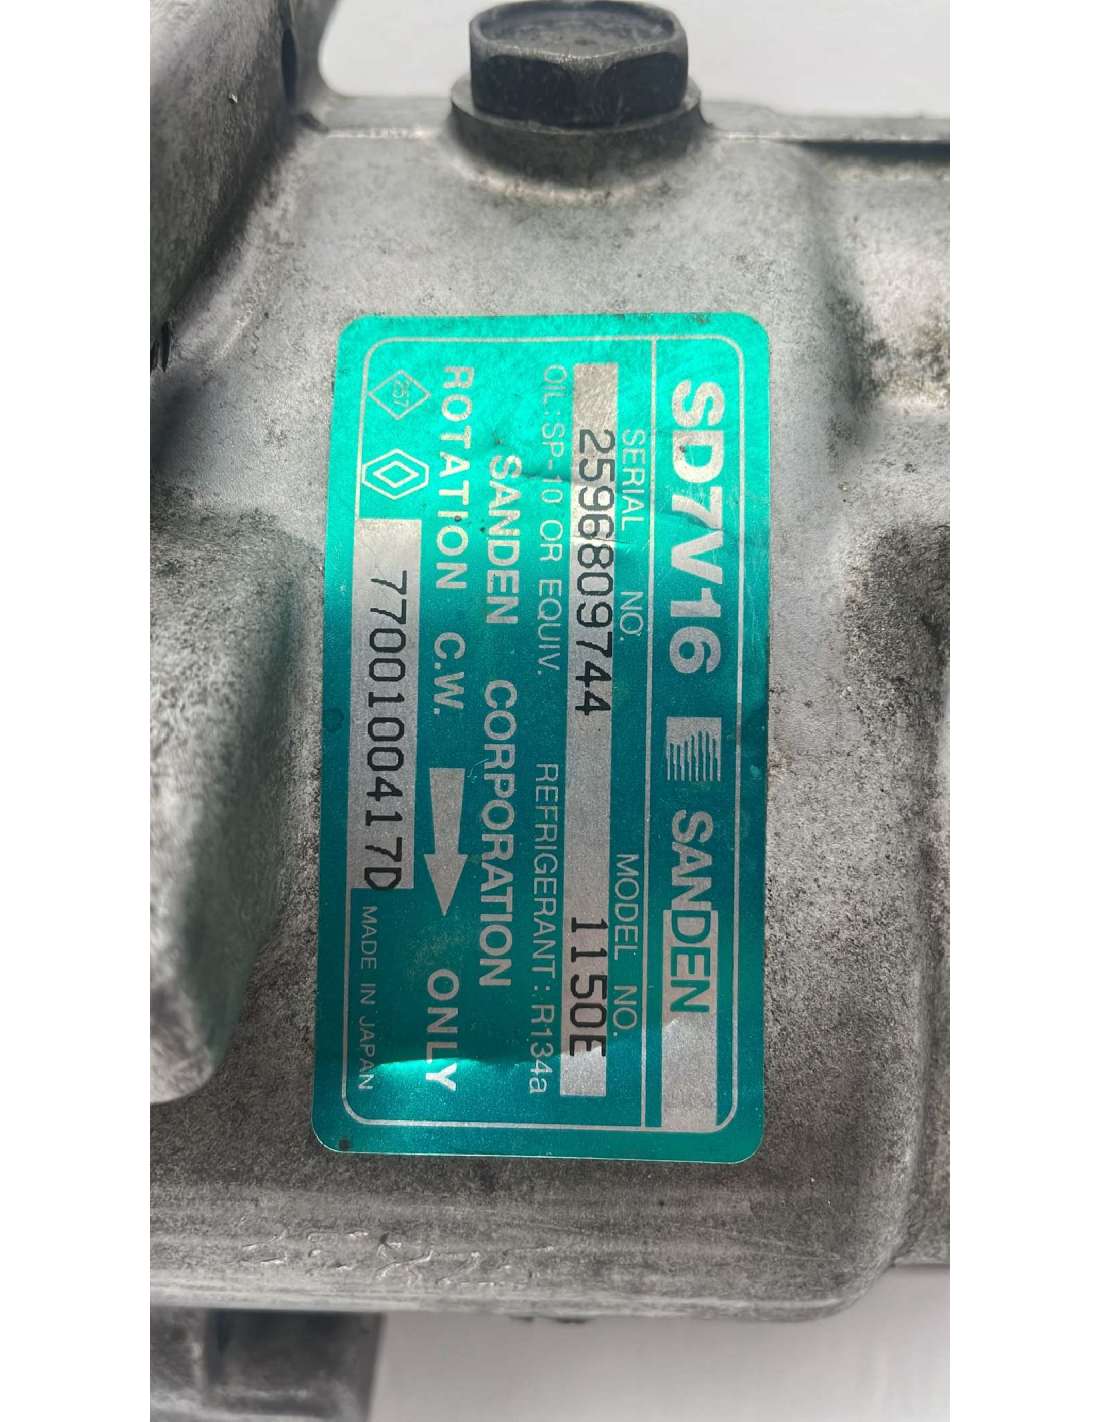 SD7V16 SANDEN
SERIAL NO. MODEL NO.
2596809744 1150E
OIL: SP-10 OR EQUIV. REFRIGERANT: R134a
SANDEN CORPORATION
ROTATION C.W. ONLY
7700100417D MADE IN JAPAN